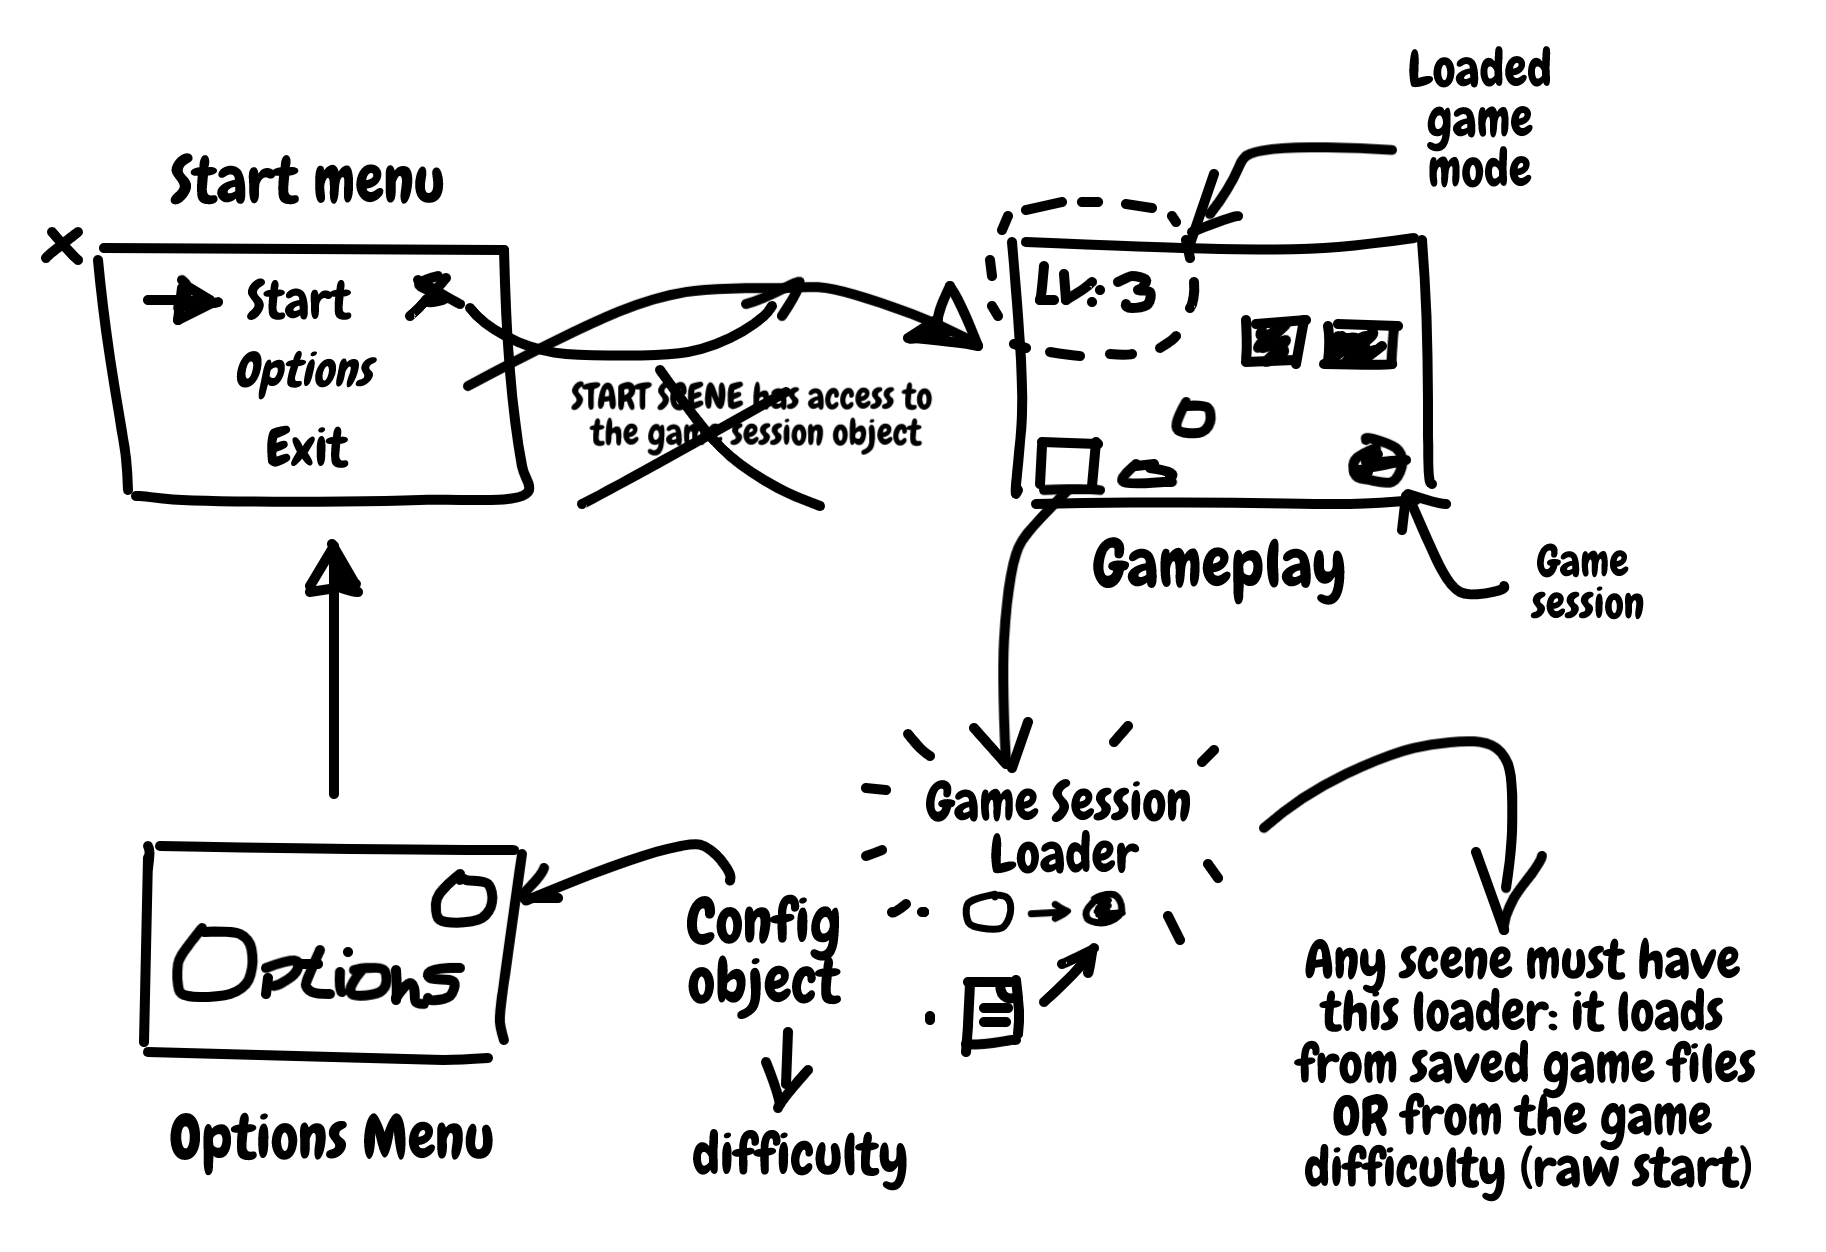 Loaded
game
mode
Start menu
Start
Options
Exit
START SCENE has access to
the game session object
Lv: 3
Gameplay
Game
session
Game Session
Loader
Config
object
difficulty
Options
Options Menu
Any scene must have
this loader: it loads
from saved game files
OR from the game
difficulty (raw start)